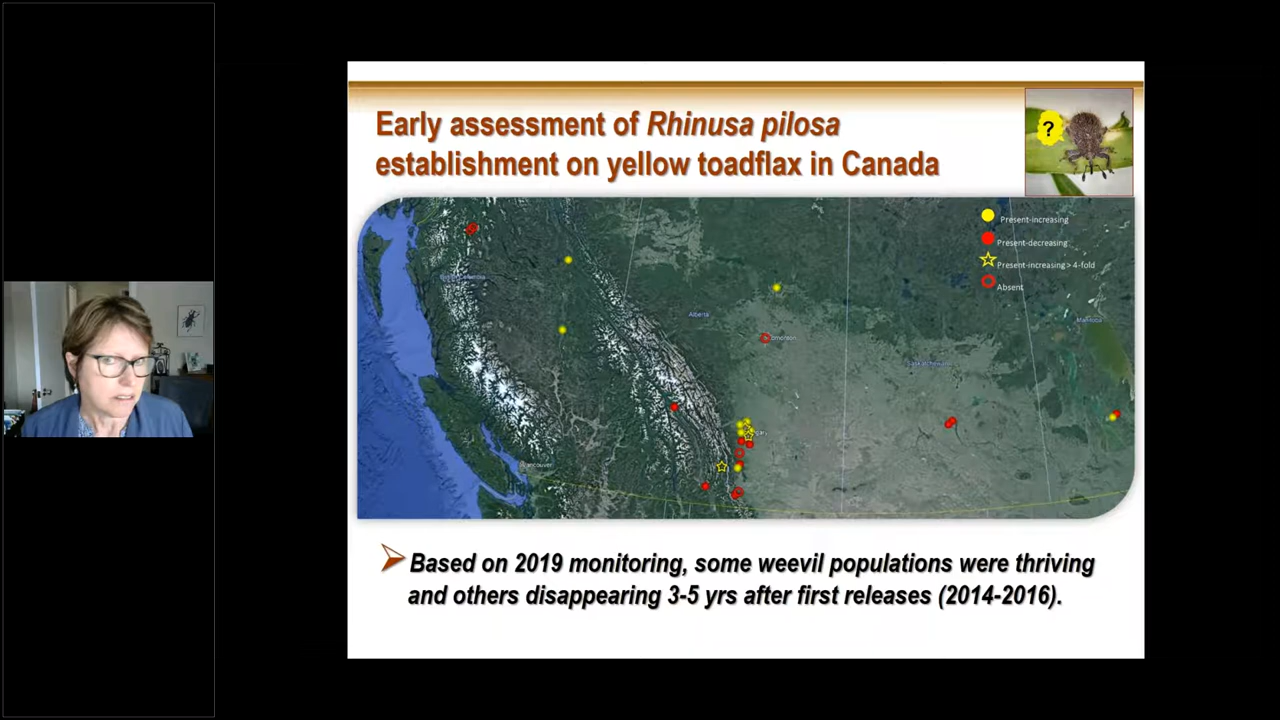 Early assessment of Rhinusa pilosa
establishment on yellow toadflax in Canada
?
Present-increasing
Present-decreasing
Present-increasing > 4-fold
Absent
Alberta
Manitoba
Vancouver
➢ Based on 2019 monitoring, some weevil populations were thriving
and others disappearing 3-5 yrs after first releases (2014-2016).